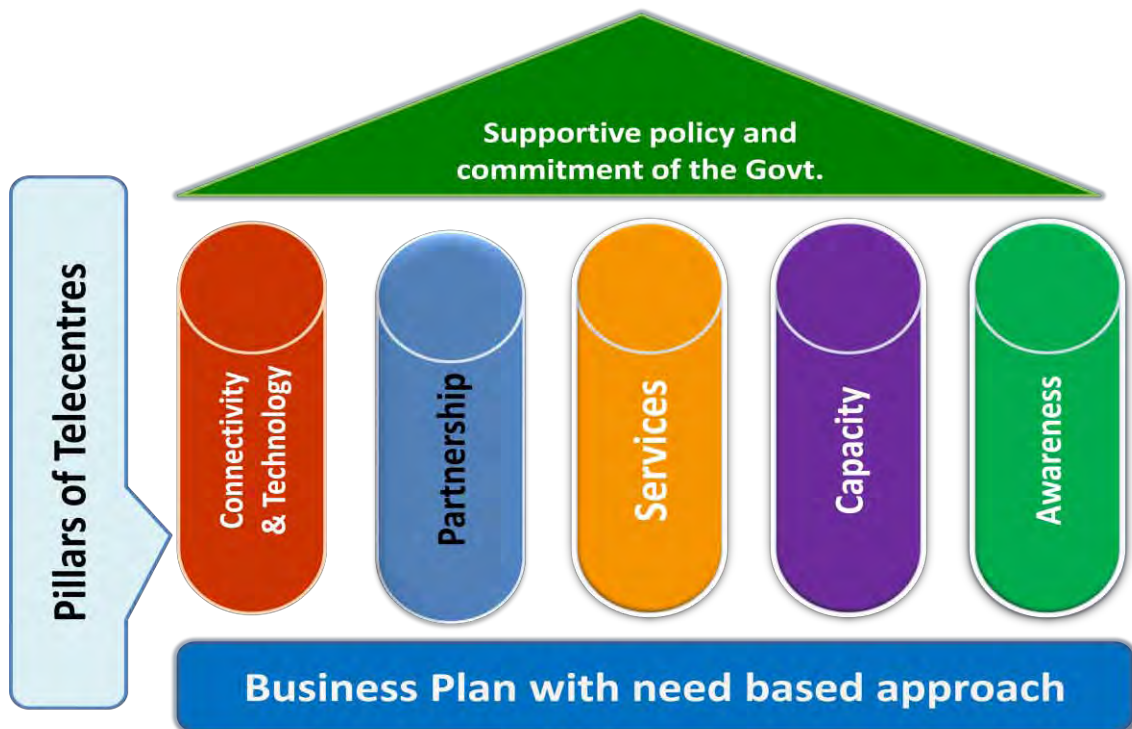 Supportive policy and
commitment of the Govt.
Pillars of Telecentres
Connectivity
& Technology
Partnership
Services
Capacity
Awareness
Business Plan with need based approach